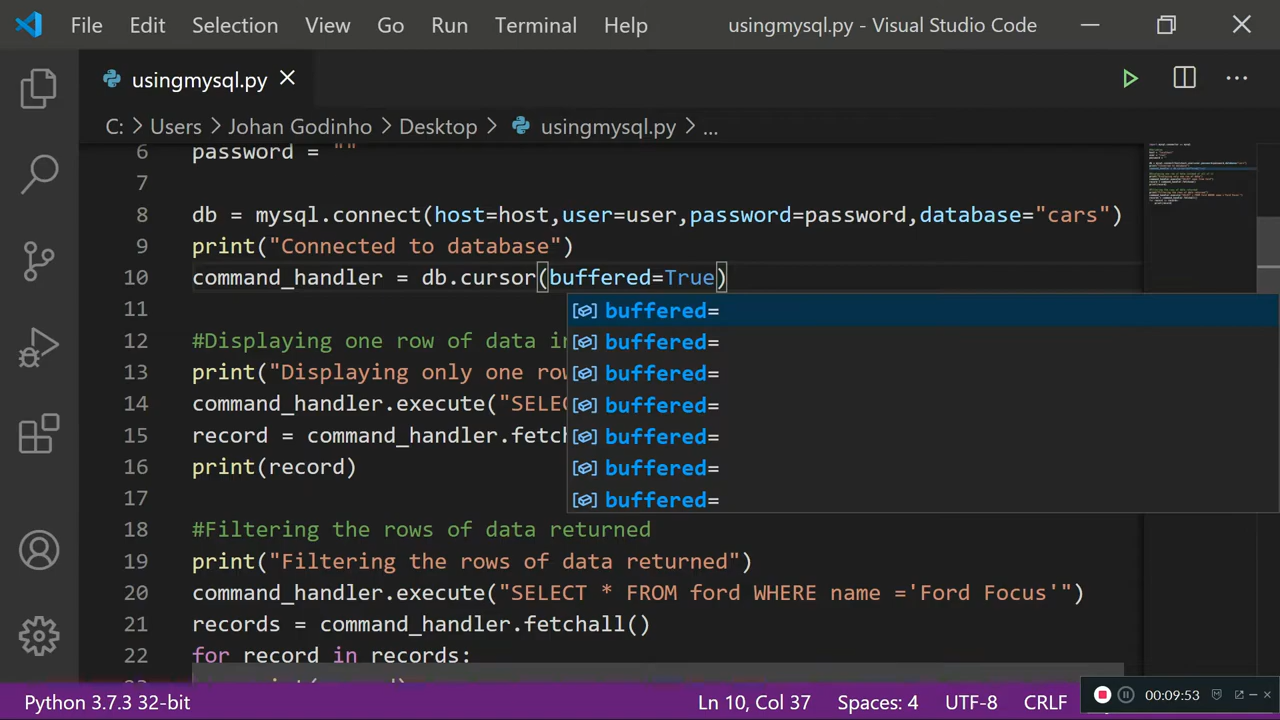 File Edit Selection View Go Run Terminal Help usingmysql.py - Visual Studio Code
usingmysql.py
C: > Users > Johan Godinho > Desktop > usingmysql.py > ...
6 password = ""
7
8 db = mysql.connect(host=host,user=user,password=password,database="cars")
9 print("Connected to database")
10 command_handler = db.cursor(buffered=True)
11 buffered=
12 #Displaying one row of data in buffered=
13 print("Displaying only one row buffered=
14 command_handler.execute("SELEC buffered=
15 record = command_handler.fetch buffered=
16 print(record) buffered=
17 buffered=
18 #Filtering the rows of data returned
19 print("Filtering the rows of data returned")
20 command_handler.execute("SELECT * FROM ford WHERE name ='Ford Focus'")
21 records = command_handler.fetchall()
22 for record in records:
Python 3.7.3 32-bit Ln 10, Col 37 Spaces: 4 UTF-8 CRLF 00:09:53